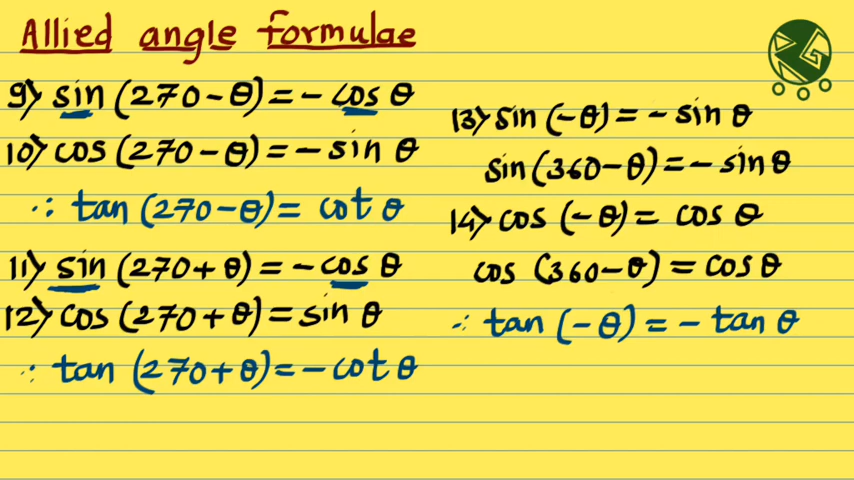 Allied angle formulae
9) sin (270 - θ) = - cos θ
10) cos (270 - θ) = - sin θ
∴ tan (270 - θ) = cot θ
11) sin (270 + θ) = - cos θ
12) cos (270 + θ) = sin θ
∴ tan (270 + θ) = - cot θ
13) sin (- θ) = - sin θ
sin (360 - θ) = - sin θ
14) cos (- θ) = cos θ
cos (360 - θ) = cos θ
∴ tan (- θ) = - tan θ